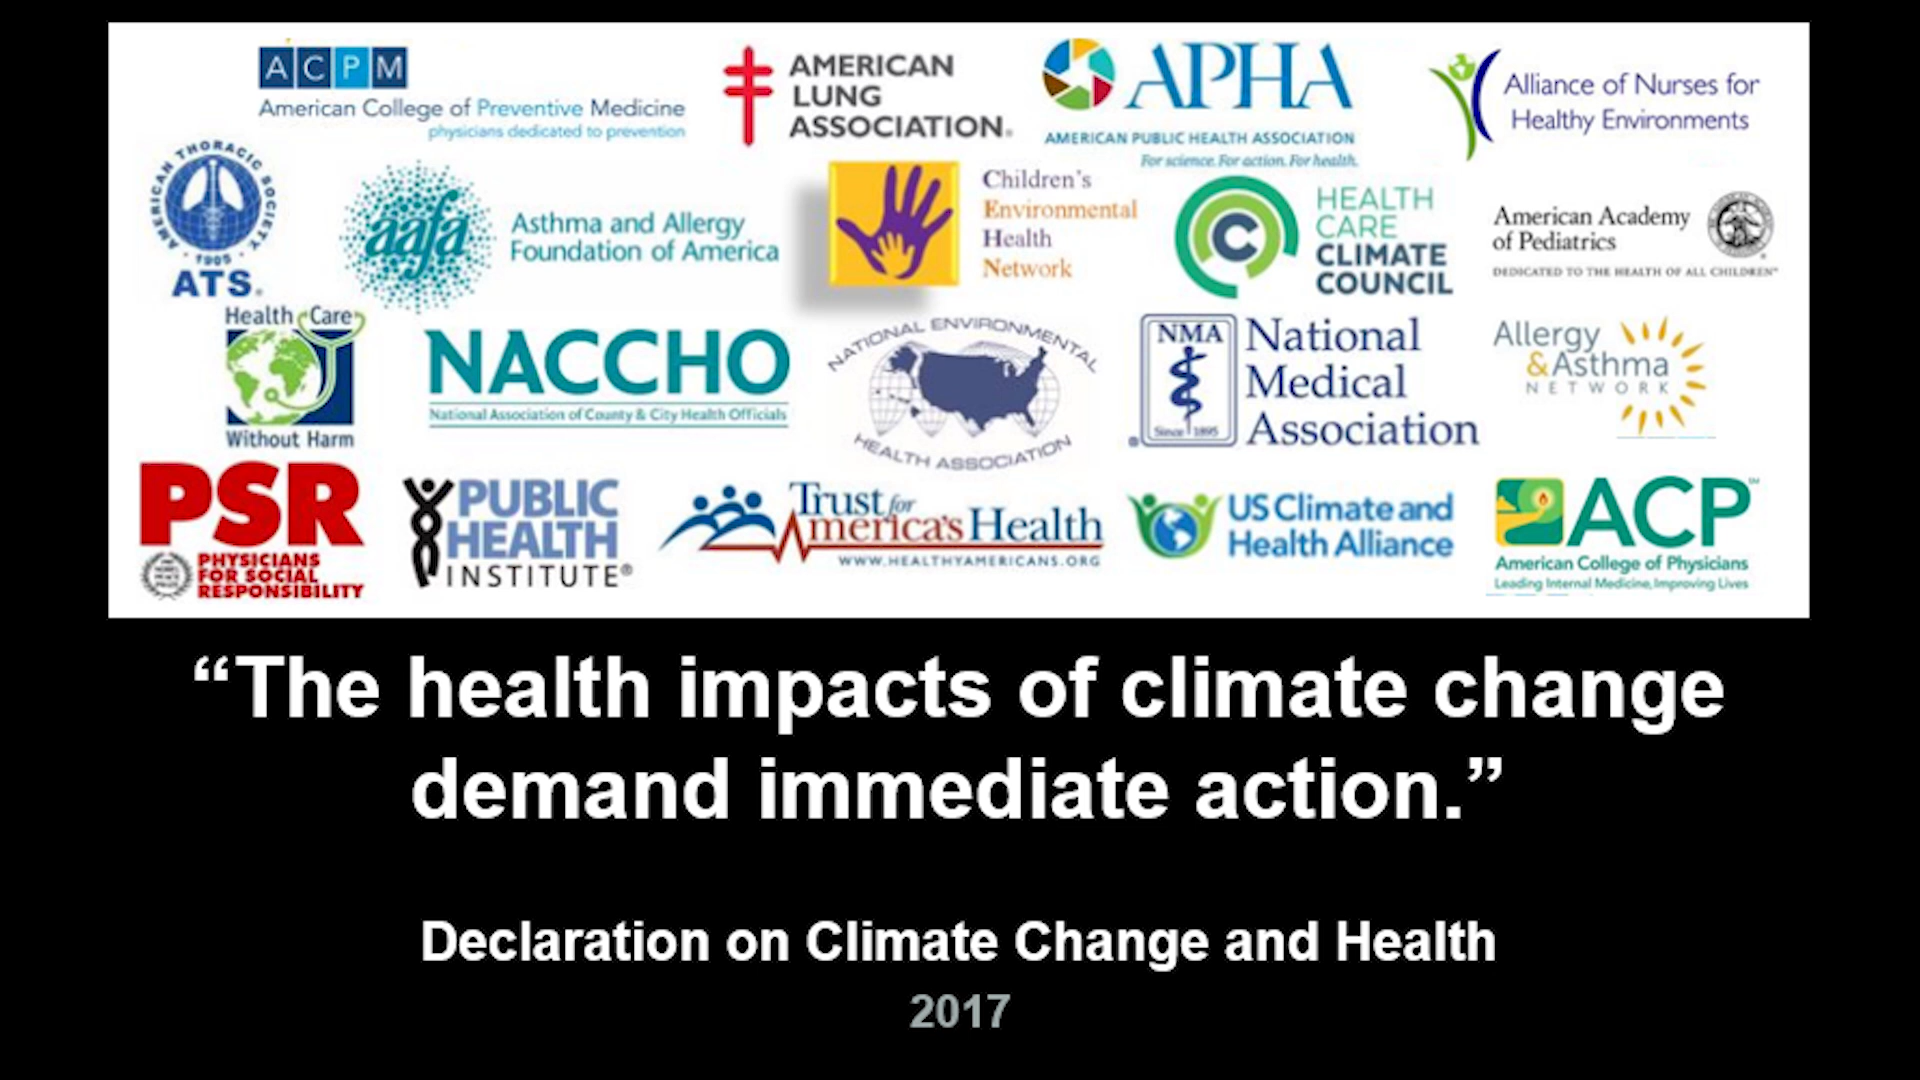 ACPM
American College of Preventive Medicine
physicians dedicated to prevention
AMERICAN
LUNG
ASSOCIATION®
APHA
AMERICAN PUBLIC HEALTH ASSOCIATION
For science. For action. For health.
Alliance of Nurses for
Healthy Environments
AMERICAN THORACIC SOCIETY
1905
ATS®
aafa
Asthma and Allergy
Foundation of America
Children's
Environmental
Health
Network
C
HEALTH
CARE
CLIMATE
COUNCIL
American Academy
of Pediatrics
DEDICATED TO THE HEALTH OF ALL CHILDREN™
Health Care
Without Harm
NACCHO
National Association of County & City Health Officials
NATIONAL ENVIRONMENTAL
HEALTH ASSOCIATION
NMA
Since 1895
®
National
Medical
Association
Allergy
&Asthma
NETWORK
PSR
PHYSICIANS
FOR SOCIAL
RESPONSIBILITY
PUBLIC
HEALTH
INSTITUTE®
Trust for
America's Health
WWW.HEALTHYAMERICANS.ORG
US Climate and
Health Alliance
ACP™
American College of Physicians
Leading Internal Medicine, Improving Lives
“The health impacts of climate change
demand immediate action.”
Declaration on Climate Change and Health
2017